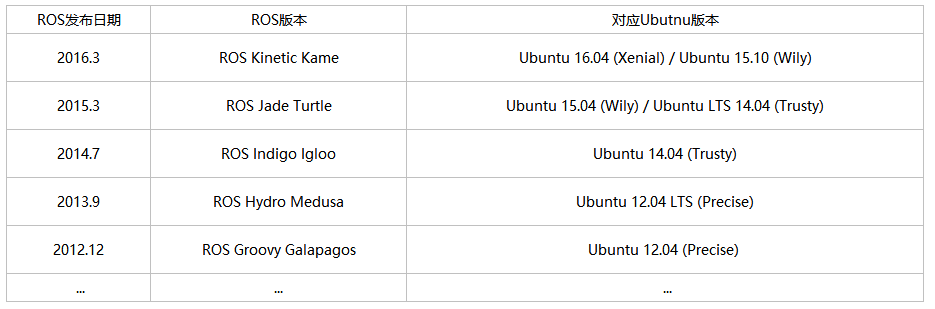 ROS发布日期 ROS版本 对应Ubutnu版本
2016.3 ROS Kinetic Kame Ubuntu 16.04 (Xenial) / Ubuntu 15.10 (Wily)
2015.3 ROS Jade Turtle Ubuntu 15.04 (Wily) / Ubuntu LTS 14.04 (Trusty)
2014.7 ROS Indigo Igloo Ubuntu 14.04 (Trusty)
2013.9 ROS Hydro Medusa Ubuntu 12.04 LTS (Precise)
2012.12 ROS Groovy Galapagos Ubuntu 12.04 (Precise)
... ... ...